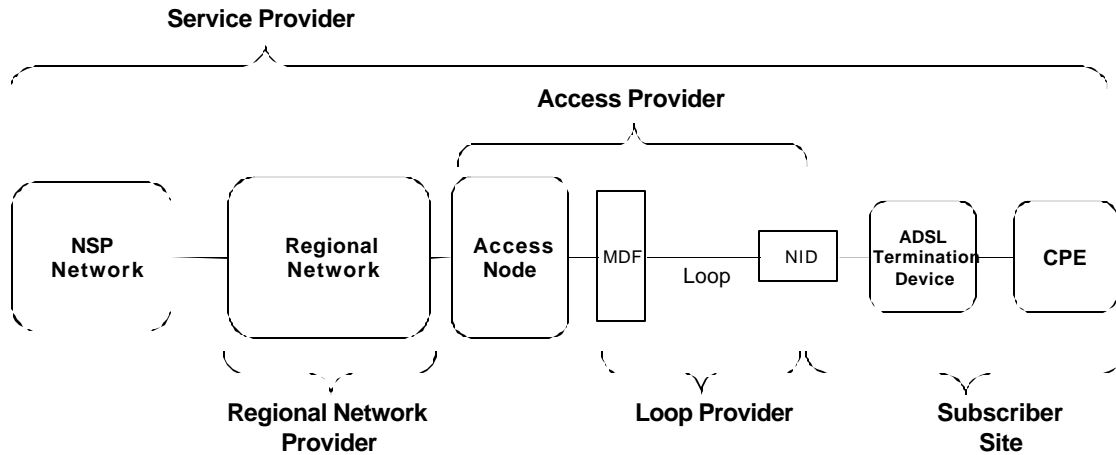 Service Provider
Access Provider
NSP
Network
Regional
Network
Access
Node
MDF
Loop
NID
ADSL
Termination
Device
CPE
Regional Network
Provider
Loop Provider
Subscriber
Site